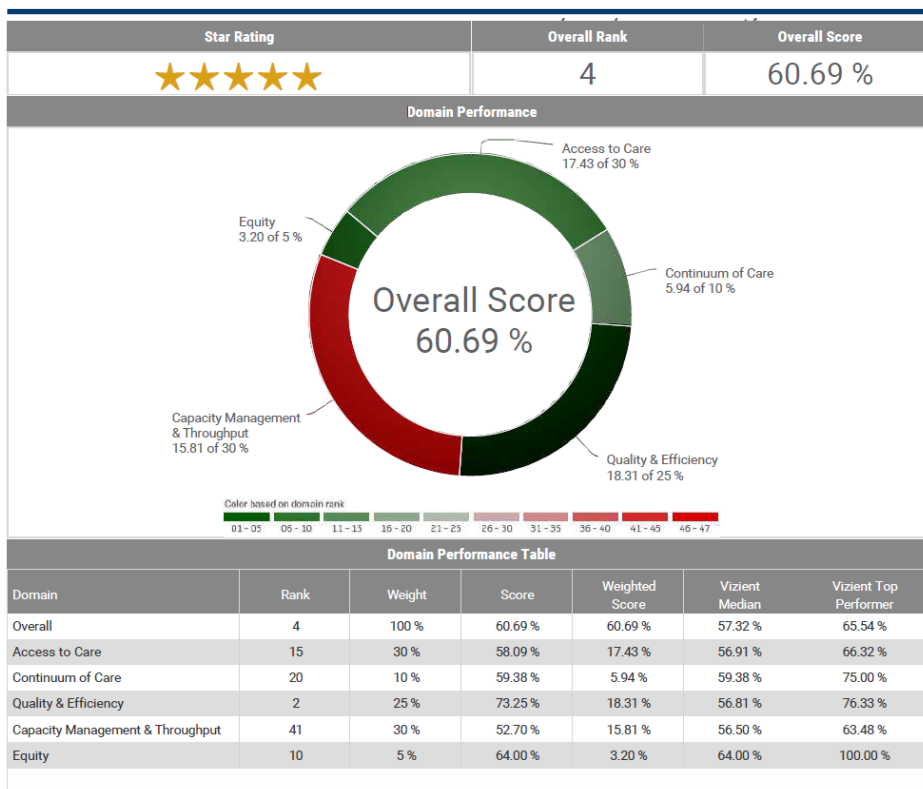 Star Rating Overall Rank Overall Score
4 60.69 %
Domain Performance
Access to Care
17.43 of 30 %
Equity
3.20 of 5 %
Continuum of Care
5.94 of 10 %
Overall Score
60.69 %
Capacity Management
& Throughput
15.81 of 30 %
Quality & Efficiency
18.31 of 25 %
Color based on domain rank
01 - 05 06 - 10 11 - 15 16 - 20 21 - 25 26 - 30 31 - 35 36 - 40 41 - 45 46 - 47
Domain Performance Table
Domain Rank Weight Score Weighted Score Vizient Median Vizient Top Performer
Overall 4 100 % 60.69 % 60.69 % 57.32 % 65.54 %
Access to Care 15 30 % 58.09 % 17.43 % 56.91 % 66.32 %
Continuum of Care 20 10 % 59.38 % 5.94 % 59.38 % 75.00 %
Quality & Efficiency 2 25 % 73.25 % 18.31 % 56.81 % 76.33 %
Capacity Management & Throughput 41 30 % 52.70 % 15.81 % 56.50 % 63.48 %
Equity 10 5 % 64.00 % 3.20 % 64.00 % 100.00 %